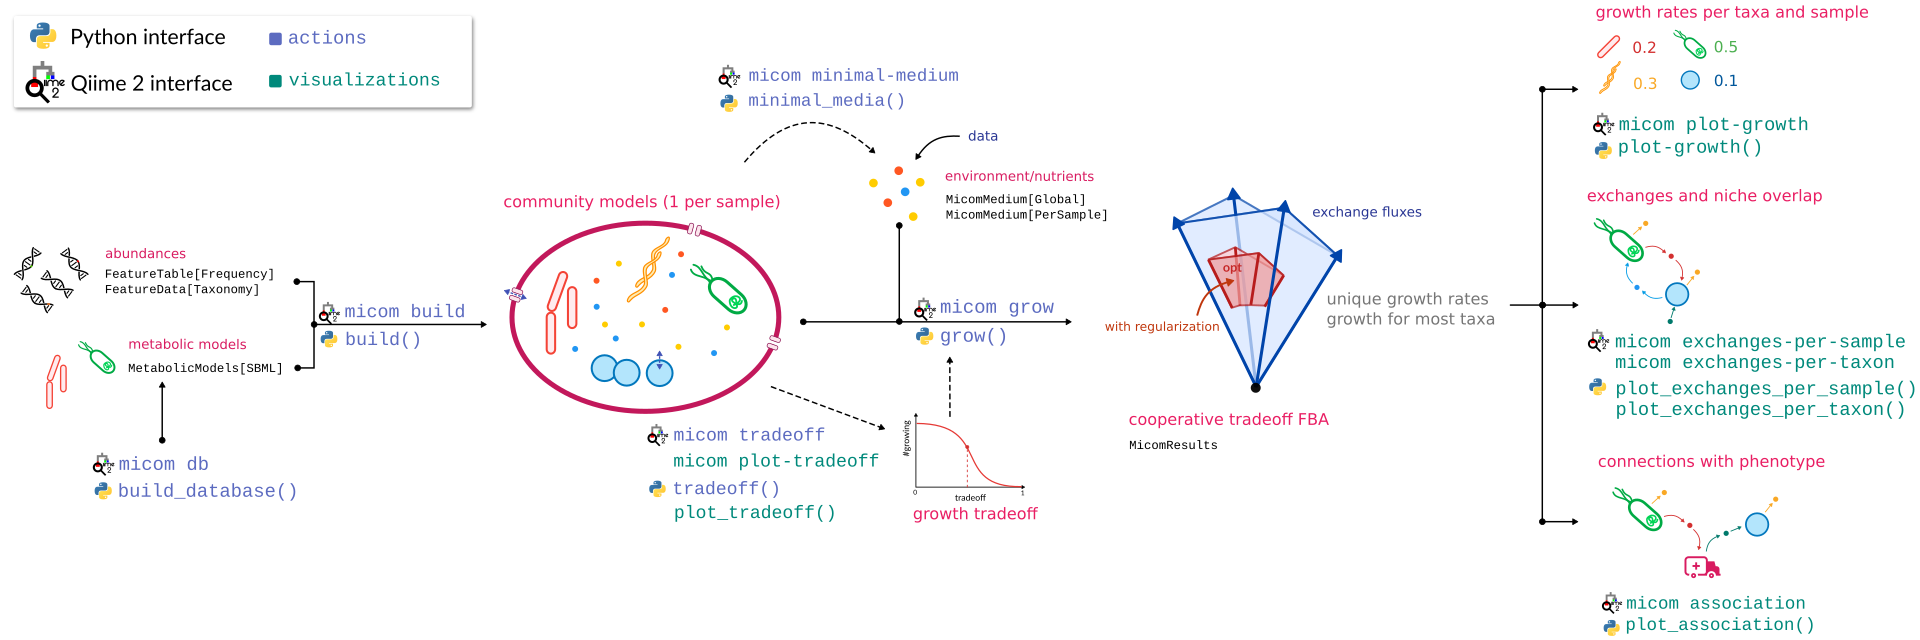 Python interface
actions
Qiime 2 interface
visualizations
abundances
FeatureTable[Frequency]
FeatureData[Taxonomy]
metabolic models
MetabolicModels[SBML]
micom db
build_database()
micom build
build()
community models (1 per sample)
micom minimal-medium
minimal_media()
data
environment/nutrients
MicomMedium[Global]
MicomMedium[PerSample]
micom grow
grow()
micom tradeoff
micom plot-tradeoff
tradeoff()
plot_tradeoff()
#growing
0
tradeoff
1
growth tradeoff
exchange fluxes
opt
with regularization
cooperative tradeoff FBA
MicomResults
unique growth rates
growth for most taxa
growth rates per taxa and sample
0.2
0.5
0.3
0.1
micom plot-growth
plot-growth()
exchanges and niche overlap
micom exchanges-per-sample
micom exchanges-per-taxon
plot_exchanges_per_sample()
plot_exchanges_per_taxon()
connections with phenotype
micom association
plot_association()